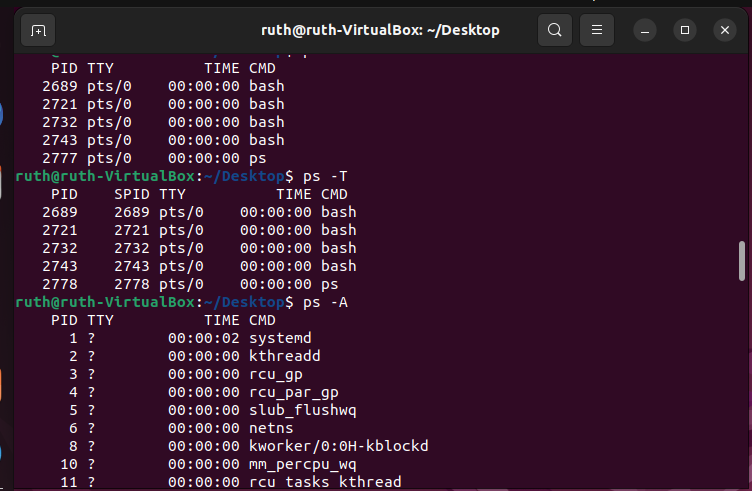 ruth@ruth-VirtualBox: ~/Desktop
PID TTY TIME CMD
2689 pts/0 00:00:00 bash
2721 pts/0 00:00:00 bash
2732 pts/0 00:00:00 bash
2743 pts/0 00:00:00 bash
2777 pts/0 00:00:00 ps
ruth@ruth-VirtualBox:~/Desktop$ ps -T
PID SPID TTY TIME CMD
2689 2689 pts/0 00:00:00 bash
2721 2721 pts/0 00:00:00 bash
2732 2732 pts/0 00:00:00 bash
2743 2743 pts/0 00:00:00 bash
2778 2778 pts/0 00:00:00 ps
ruth@ruth-VirtualBox:~/Desktop$ ps -A
PID TTY TIME CMD
1 ? 00:00:02 systemd
2 ? 00:00:00 kthreadd
3 ? 00:00:00 rcu_gp
4 ? 00:00:00 rcu_par_gp
5 ? 00:00:00 slub_flushwq
6 ? 00:00:00 netns
8 ? 00:00:00 kworker/0:0H-kblockd
10 ? 00:00:00 mm_percpu_wq
11 ? 00:00:00 rcu_tasks_kthread